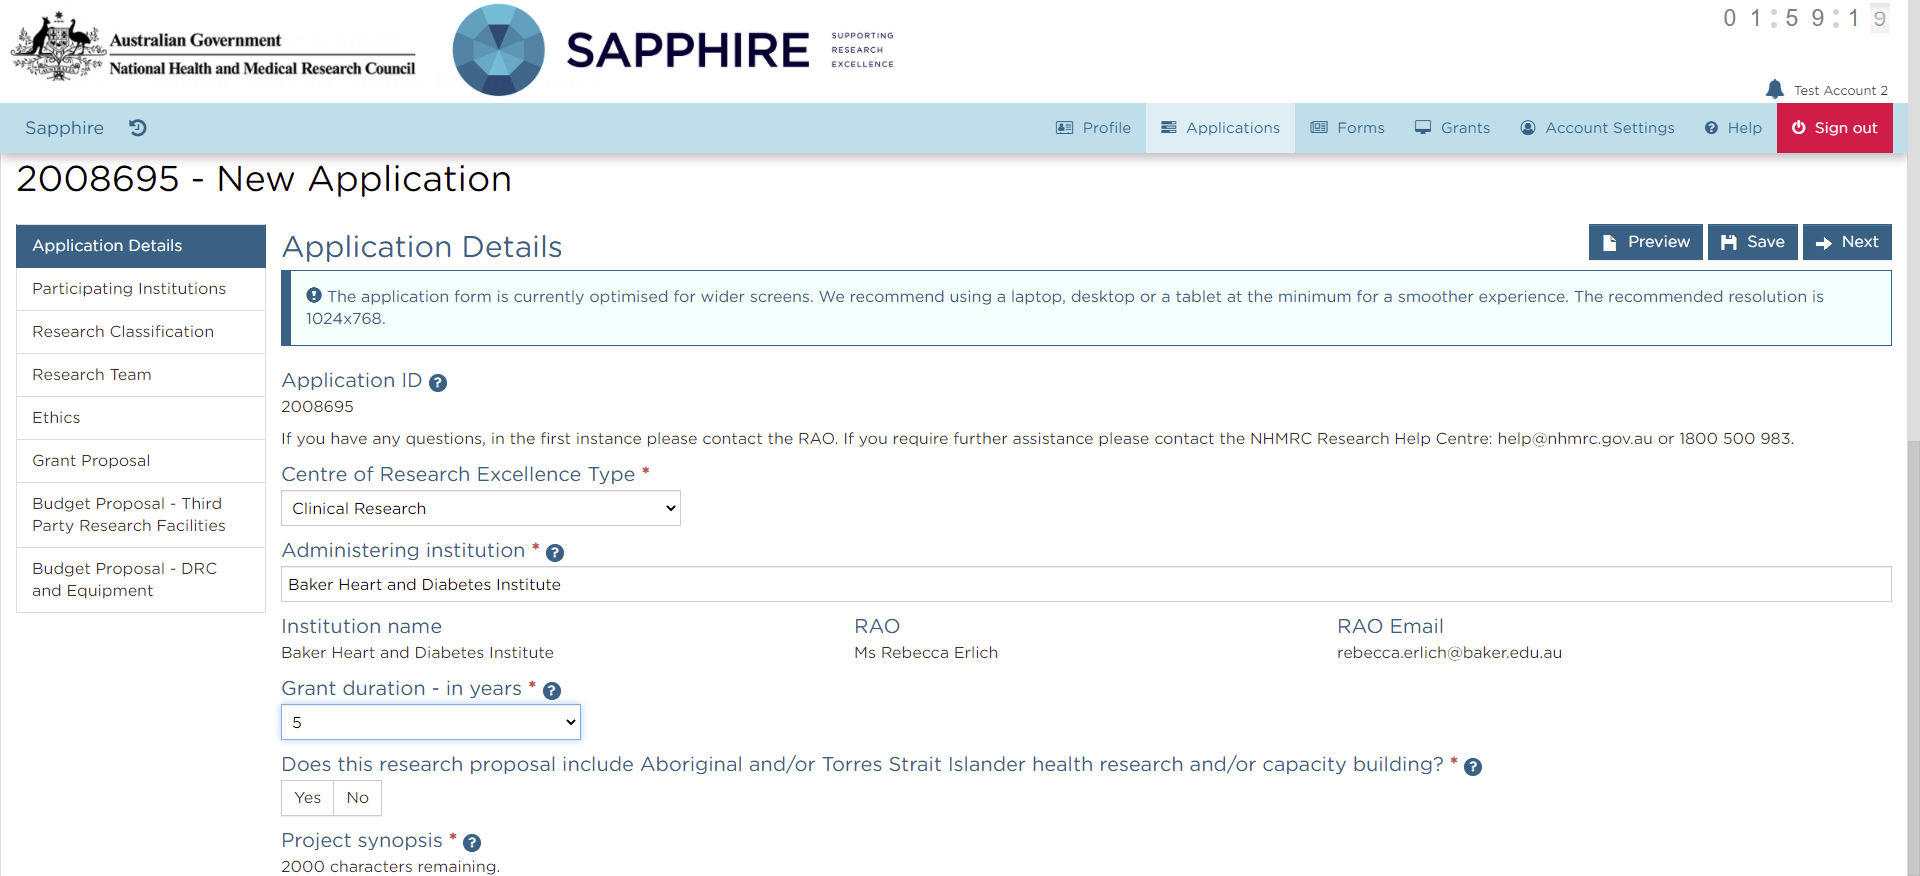 Australian Government
National Health and Medical Research Council
SAPPHIRE
SUPPORTING
RESEARCH
EXCELLENCE
01:59:19
Test Account 2
Sapphire
Profile
Applications
Forms
Grants
Account Settings
Help
Sign out
2008695 - New Application
Application Details
Participating Institutions
Research Classification
Research Team
Ethics
Grant Proposal
Budget Proposal - Third
Party Research Facilities
Budget Proposal - DRC
and Equipment
Application Details
Preview
Save
Next
The application form is currently optimised for wider screens. We recommend using a laptop, desktop or a tablet at the minimum for a smoother experience. The recommended resolution is
1024x768.
Application ID
2008695
If you have any questions, in the first instance please contact the RAO. If you require further assistance please contact the NHMRC Research Help Centre: help@nhmrc.gov.au or 1800 500 983.
Centre of Research Excellence Type *
Clinical Research
Administering institution *
Baker Heart and Diabetes Institute
Institution name
Baker Heart and Diabetes Institute
RAO
Ms Rebecca Erlich
RAO Email
rebecca.erlich@baker.edu.au
Grant duration - in years *
5
Does this research proposal include Aboriginal and/or Torres Strait Islander health research and/or capacity building? *
Yes
No
Project synopsis *
2000 characters remaining.